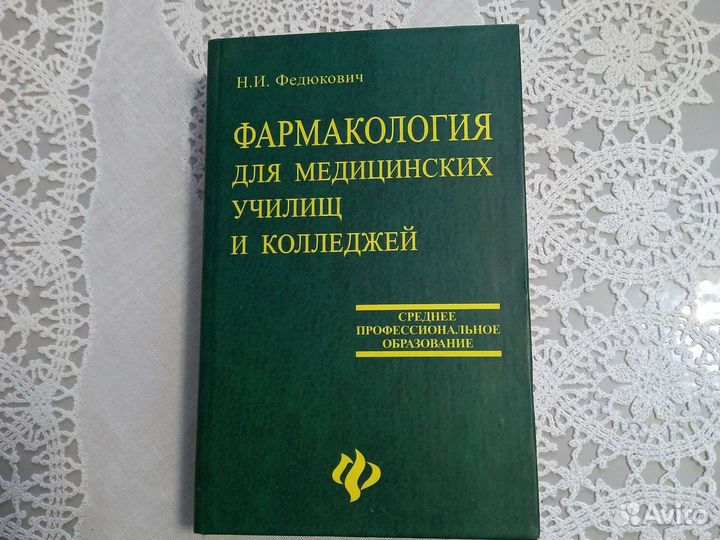 Н.И. Федюкович
ФАРМАКОЛОГИЯ
ДЛЯ МЕДИЦИНСКИХ
УЧИЛИЩ
И КОЛЛЕДЖЕЙ
СРЕДНЕЕ
ПРОФЕССИОНАЛЬНОЕ
ОБРАЗОВАНИЕ
Avito